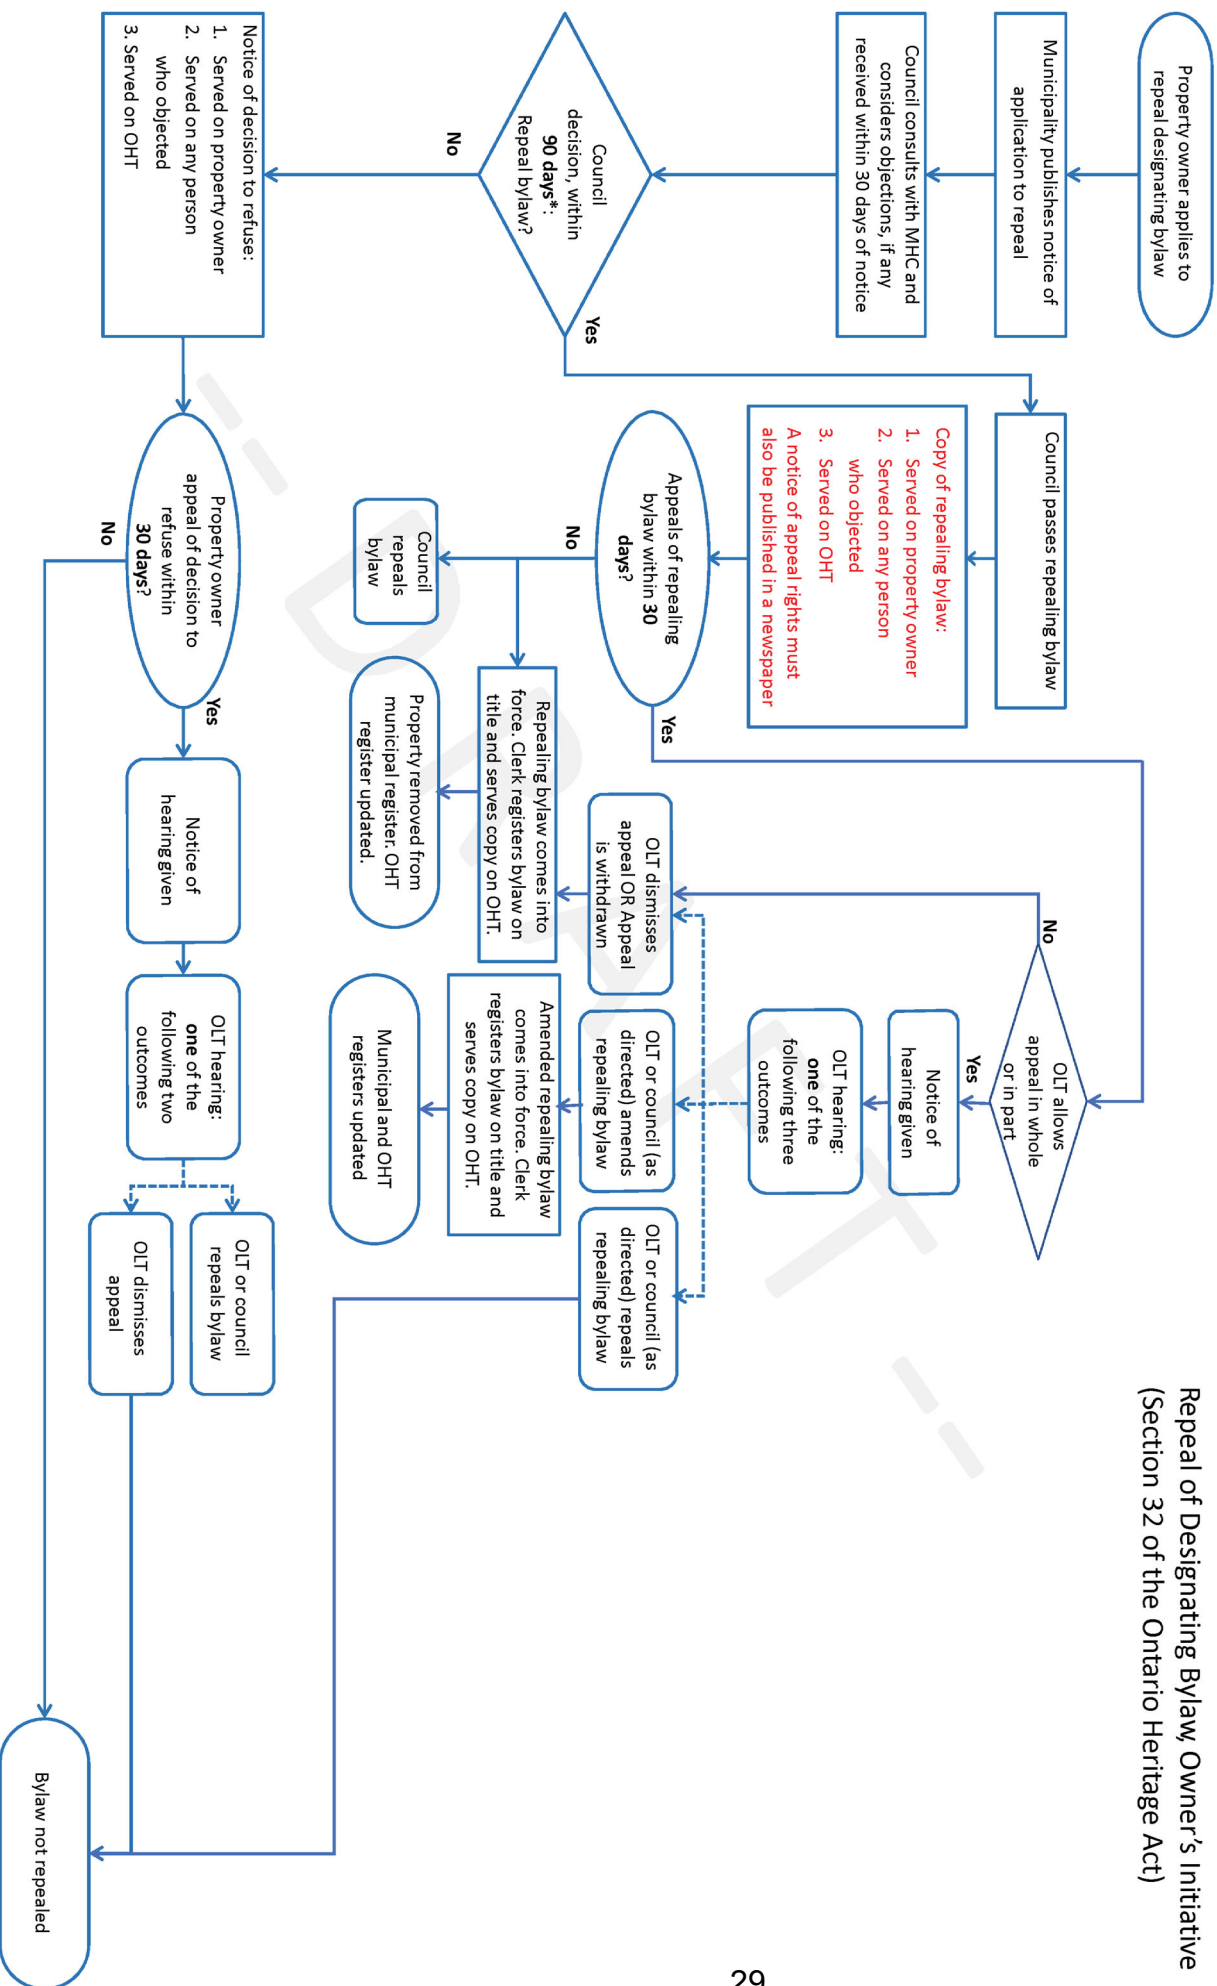 Repeal of Designating Bylaw, Owner's Initiative
(Section 32 of the Ontario Heritage Act)
Property owner applies to
repeal designating bylaw
Municipality publishes notice of
application to repeal
Council consults with MHC and
considers objections, if any
received within 30 days of notice
Council
decision, within
90 days*:
Repeal bylaw?
Yes
No
Notice of decision to refuse:
1. Served on property owner
2. Served on any person
who objected
3. Served on OHT
Council passes repealing bylaw
Copy of repealing bylaw:
1. Served on property owner
2. Served on any person
who objected
3. Served on OHT
A notice of appeal rights must
also be published in a newspaper
Appeals of repealing
bylaw within 30
days?
Yes
No
Council
repeals
bylaw
Repealing bylaw comes into
force. Clerk registers bylaw on
title and serves copy on OHT.
Property removed from
municipal register. OHT
register updated.
OLT allows
appeal in whole
or in part
No
Yes
Notice of
hearing given
OLT hearing:
one of the
following three
outcomes
OLT dismisses
appeal OR Appeal
is withdrawn
OLT or council (as
directed) amends
repealing bylaw
OLT or council (as
directed) repeals
repealing bylaw
Amended repealing bylaw
comes into force. Clerk
registers bylaw on title and
serves copy on OHT.
Municipal and OHT
registers updated
Property owner
appeal of decision to
refuse within
30 days?
Yes
No
Notice of
hearing given
OLT hearing:
one of the
following two
outcomes
OLT or council
repeals bylaw
OLT dismisses
appeal
Bylaw not repealed
-- DRAFT --
29